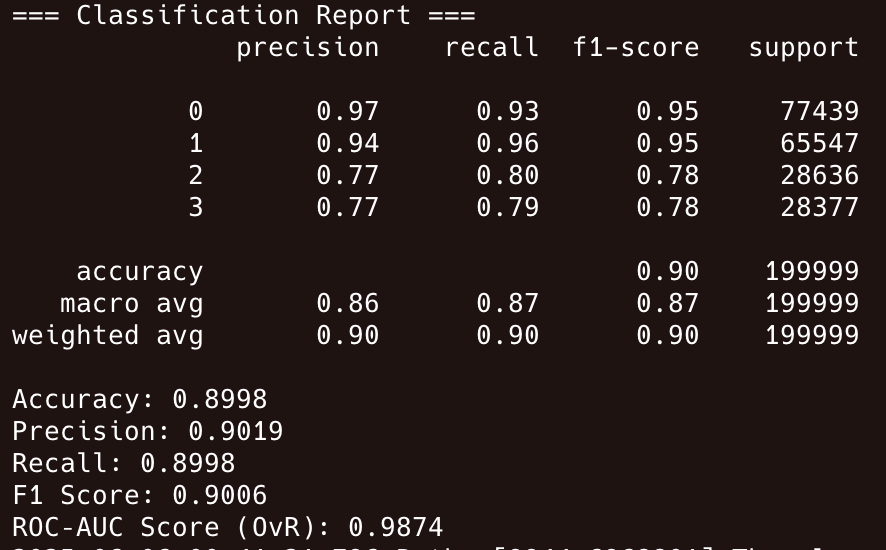 === Classification Report ===
precision recall f1-score support
0 0.97 0.93 0.95 77439
1 0.94 0.96 0.95 65547
2 0.77 0.80 0.78 28636
3 0.77 0.79 0.78 28377
accuracy 0.90 199999
macro avg 0.86 0.87 0.87 199999
weighted avg 0.90 0.90 0.90 199999
Accuracy: 0.8998
Precision: 0.9019
Recall: 0.8998
F1 Score: 0.9006
ROC-AUC Score (OvR): 0.9874